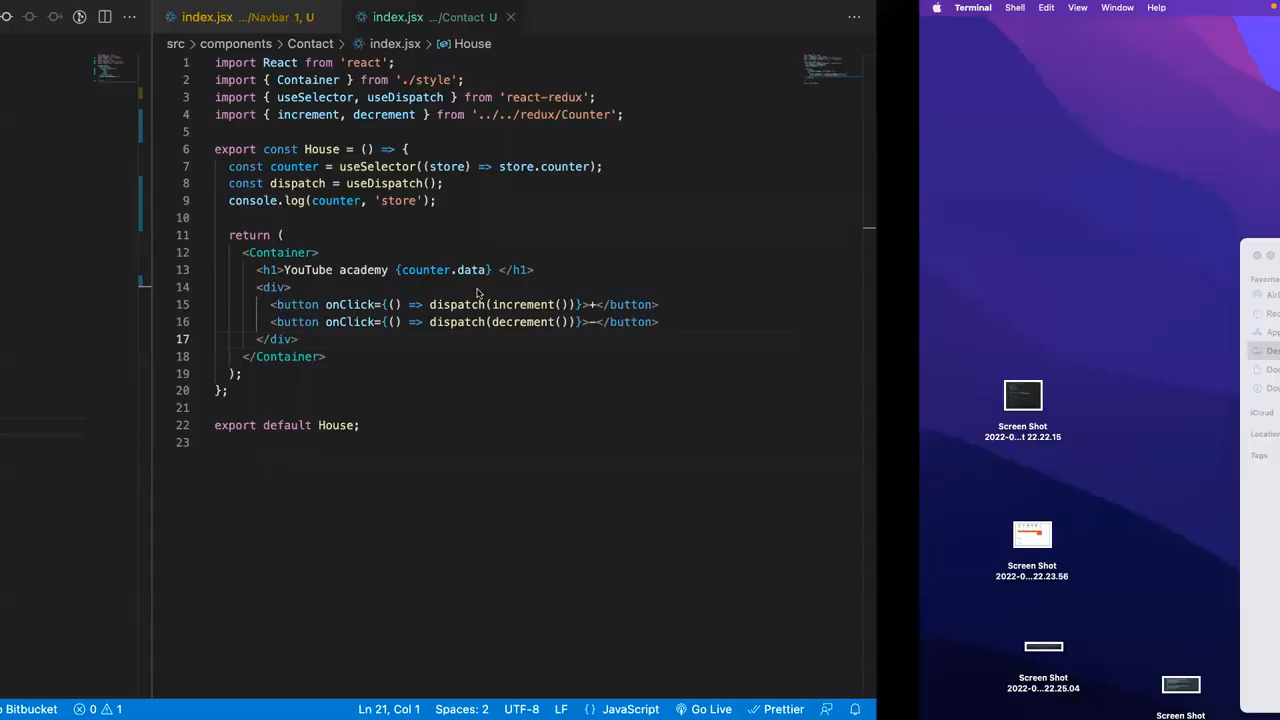 index.jsx .../Navbar 1, U
index.jsx .../Contact U
src > components > Contact > index.jsx > House
1 import React from 'react';
2 import { Container } from './style';
3 import { useSelector, useDispatch } from 'react-redux';
4 import { increment, decrement } from '../../redux/Counter';
5
6 export const House = () => {
7 const counter = useSelector((store) => store.counter);
8 const dispatch = useDispatch();
9 console.log(counter, 'store');
10
11 return (
12 <Container>
13 <h1>YouTube academy {counter.data} </h1>
14 <div>
15 <button onClick={() => dispatch(increment())}>+</button>
16 <button onClick={() => dispatch(decrement())}>-</button>
17 </div>
18 </Container>
19 );
20 };
21
22 export default House;
23
Bitbucket 0 1 Ln 21, Col 1 Spaces: 2 UTF-8 LF {} JavaScript Go Live Prettier
Terminal Shell Edit View Window Help
Screen Shot
2022-0...t 22.22.15
Screen Shot
2022-0...22.23.56
Screen Shot
2022-0...22.25.04
Screen Shot
Favorite
iCloud
Location
Tags